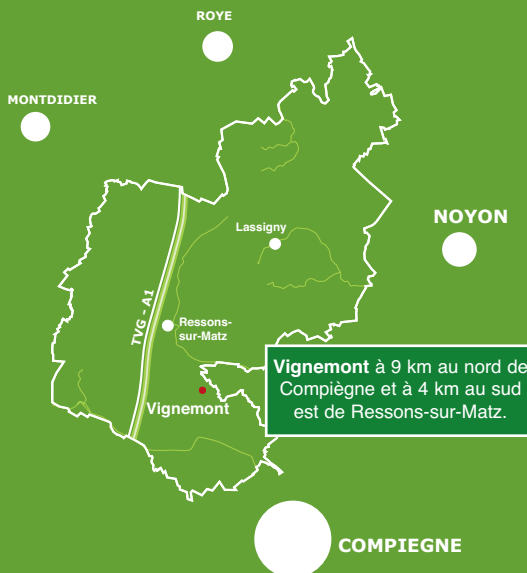 ROYE
MONTDIDIER
NOYON
Lassigny
TVG - A1
Ressons-
sur-Matz
Vignemont à 9 km au nord de
Compiègne et à 4 km au sud
est de Ressons-sur-Matz.
Vignemont
COMPIEGNE